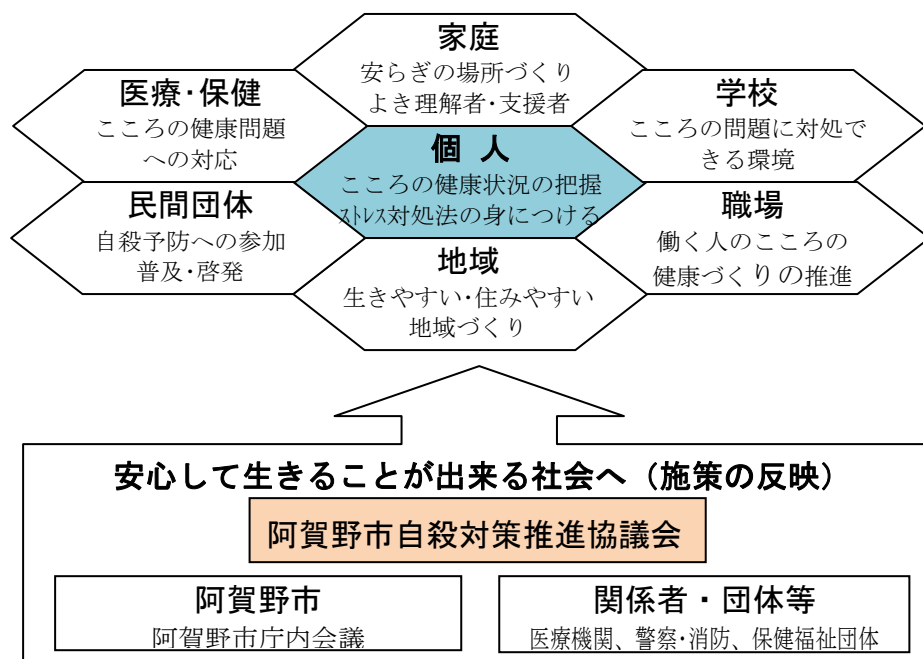 家庭
安らぎの場所づくり
よき理解者・支援者
医療・保健
こころの健康問題
への対応
学校
こころの問題に対処で
きる環境
個 人
こころの健康状況の把握
ｽﾄﾚｽ対処法の身につける
民間団体
自殺予防への参加
普及・啓発
職場
働く人のこころの
健康づくりの推進
地域
生きやすい・住みやすい
地域づくり
安心して生きることが出来る社会へ（施策の反映）
阿賀野市自殺対策推進協議会
阿賀野市
阿賀野市庁内会議
関係者・団体等
医療機関、警察・消防、保健福祉団体